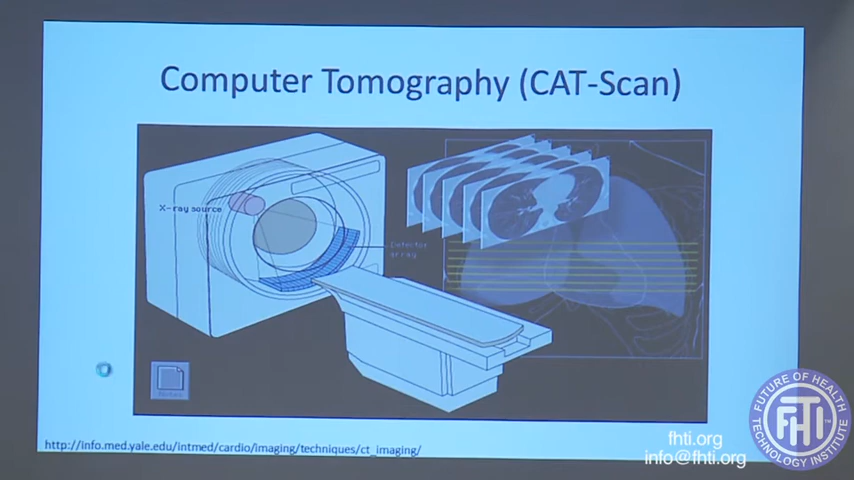 Computer Tomography (CAT-Scan)
X-ray source
Detector
array
http://info.med.yale.edu/intmed/cardio/imaging/techniques/ct_imaging/
fhti.org
info@fhti.org
FUTURE OF HEALTH
FHTI
TECHNOLOGY INSTITUTE